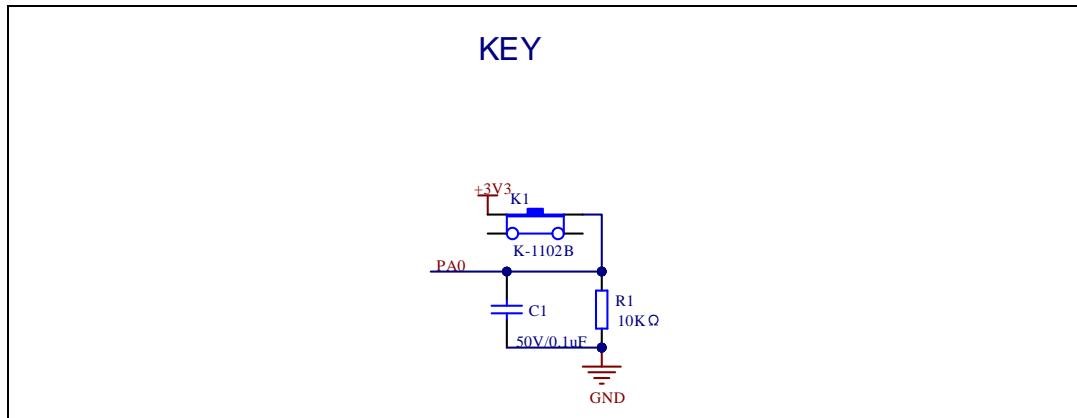 KEY
+3V3
K1
K-1102B
PA0
C1
R1
10KΩ
50V/0.1uF
GND